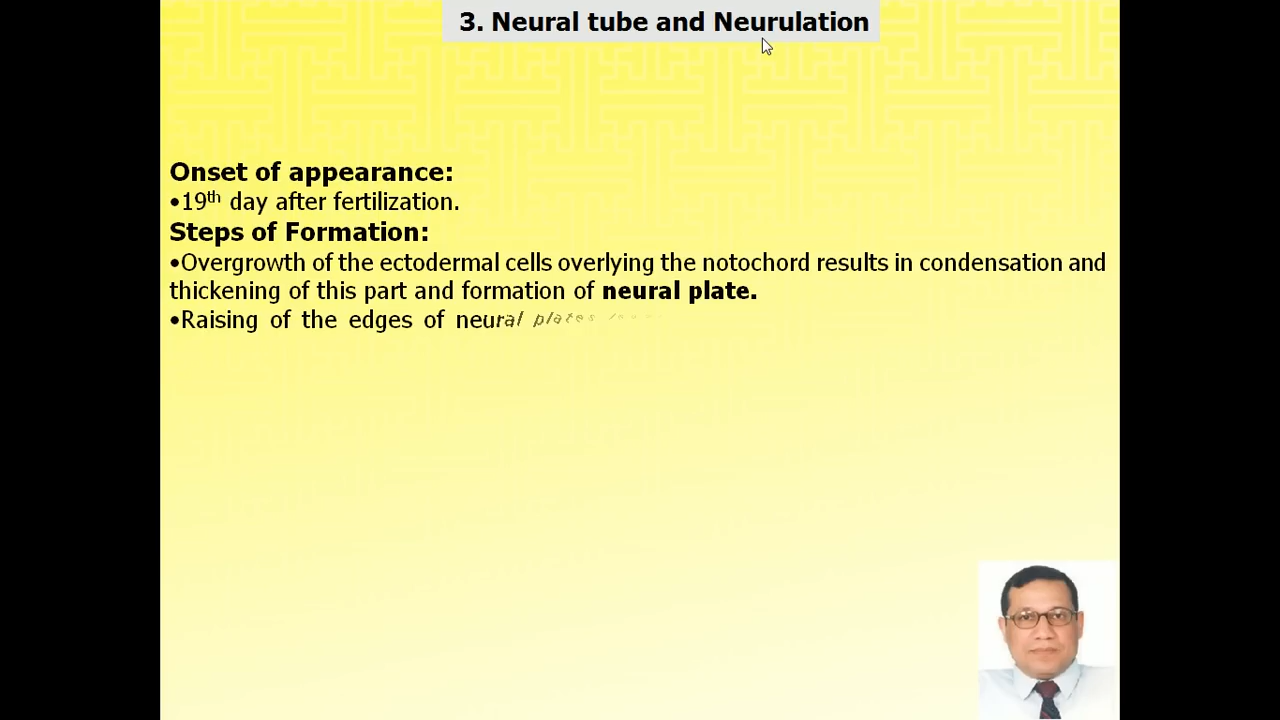 3. Neural tube and Neurulation
Onset of appearance:
•19th day after fertilization.
Steps of Formation:
•Overgrowth of the ectodermal cells overlying the notochord results in condensation and
thickening of this part and formation of neural plate.
•Raising of the edges of neural plates